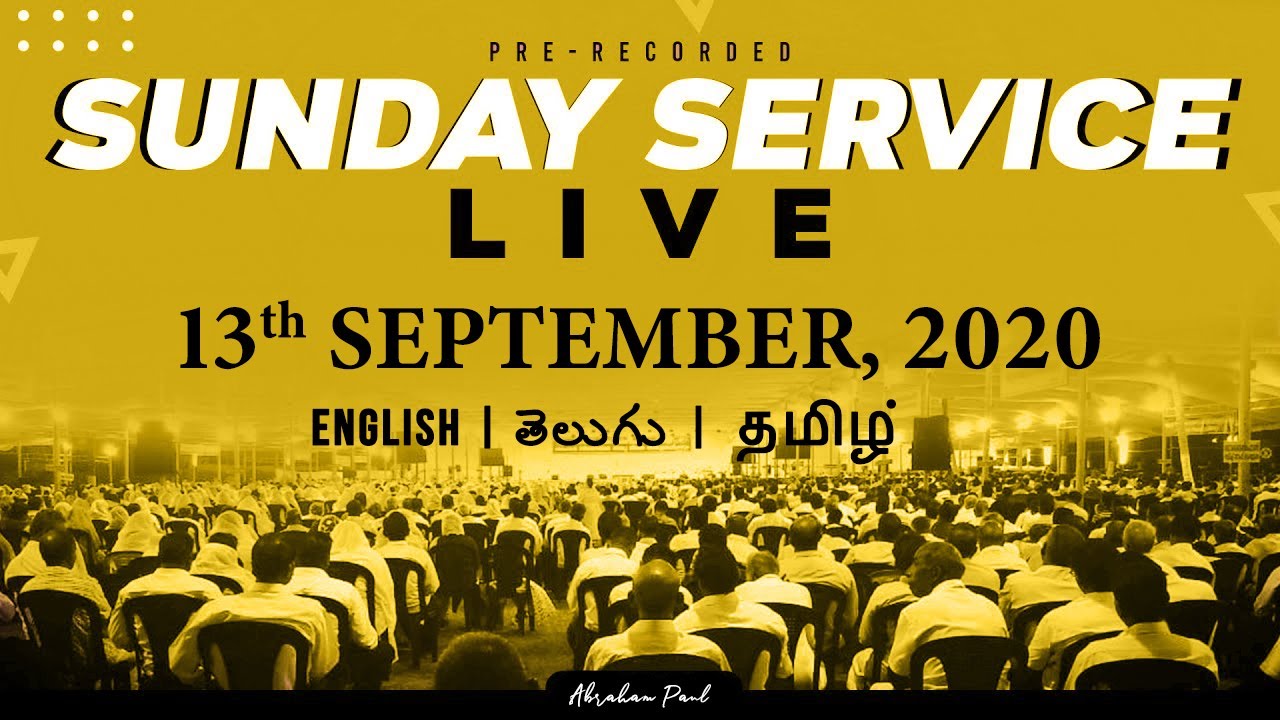 PRE-RECORDED
SUNDAY SERVICE
LIVE
13th SEPTEMBER, 2020
ENGLISH | తెలుగు | தமிழ்
Abraham Paul